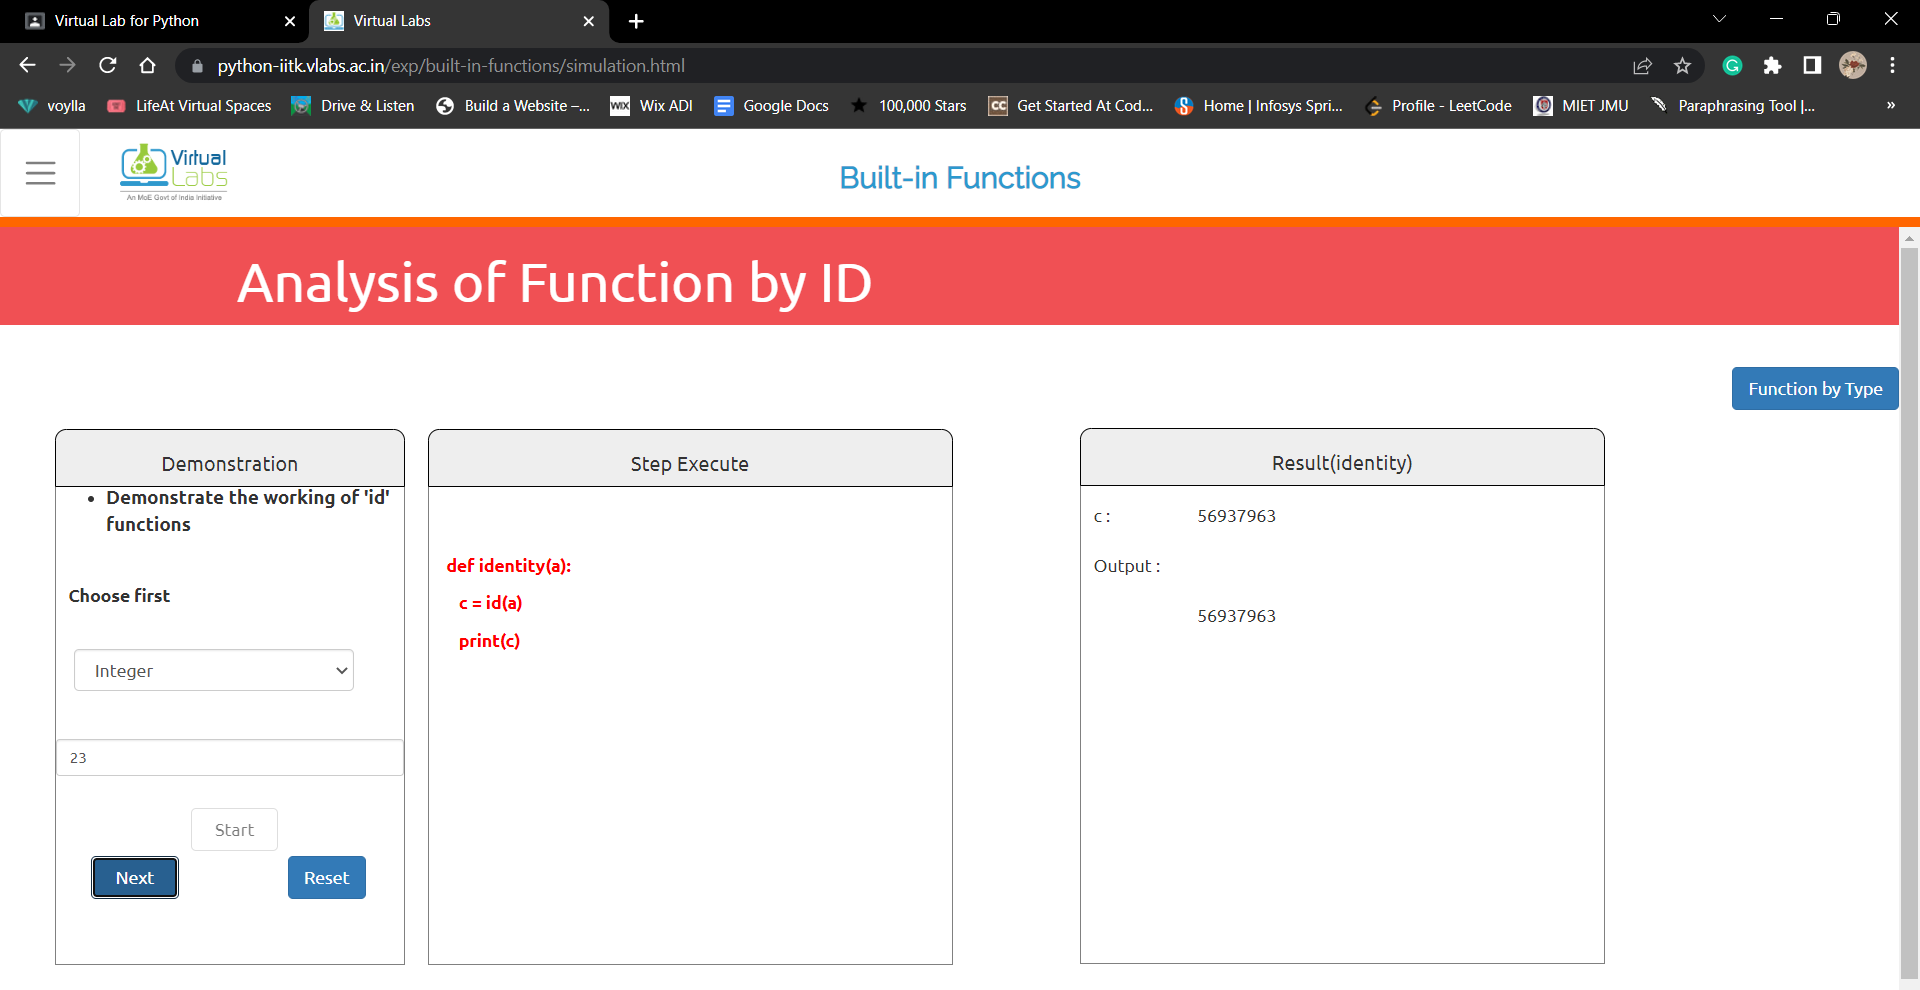 Virtual Lab for Python
Virtual Labs
python-iitk.vlabs.ac.in/exp/built-in-functions/simulation.html
voylla
LifeAt Virtual Spaces
Drive & Listen
Build a Website –...
WIX Wix ADI
Google Docs
100,000 Stars
CC Get Started At Cod...
Home | Infosys Spri...
Profile - LeetCode
MIET JMU
Paraphrasing Tool |...
»
Virtual
Labs
An MoE Govt of India Initiative
Built-in Functions
Analysis of Function by ID
Function by Type
Demonstration
• Demonstrate the working of 'id'
functions
Choose first
Integer
23
Start
Next
Reset
Step Execute
def identity(a):
c = id(a)
print(c)
Result(identity)
c : 56937963
Output :
56937963